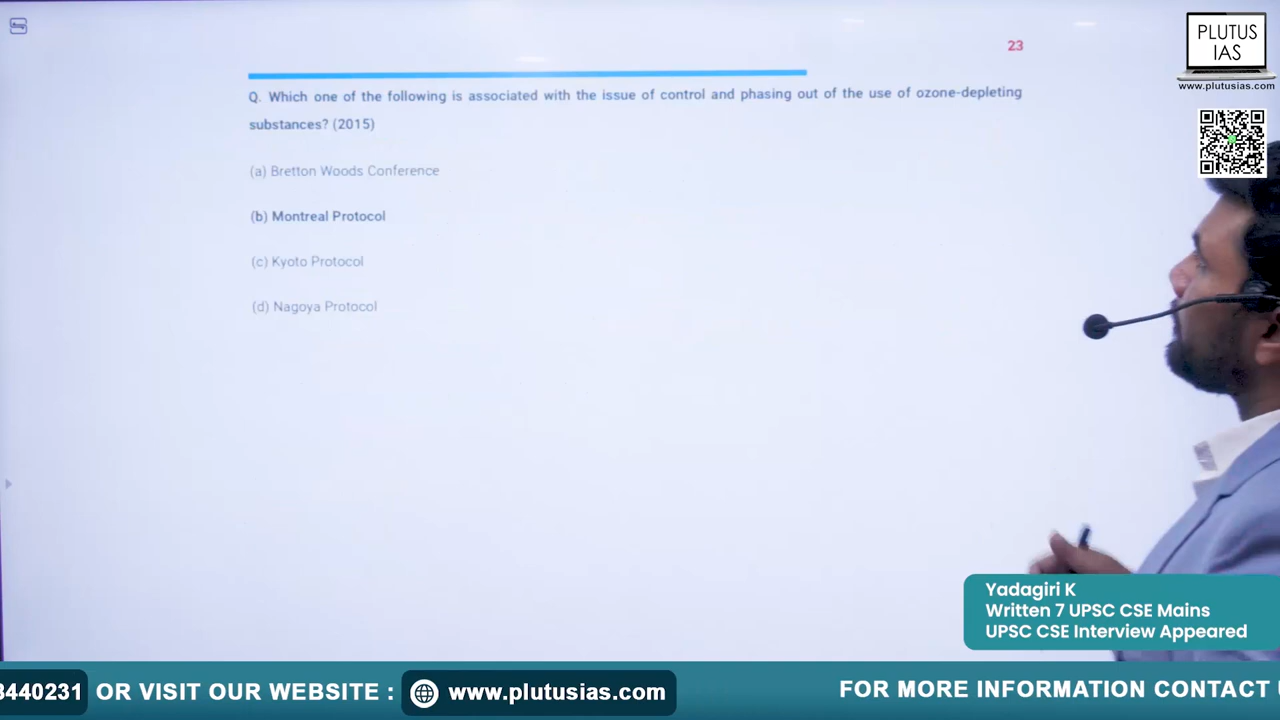 PLUTUS
IAS
www.plutusias.com
23
Q. Which one of the following is associated with the issue of control and phasing out of the use of ozone-depleting
substances? (2015)
(a) Bretton Woods Conference
(b) Montreal Protocol
(c) Kyoto Protocol
(d) Nagoya Protocol
Yadagiri K
Written 7 UPSC CSE Mains
UPSC CSE Interview Appeared
3440231 OR VISIT OUR WEBSITE : www.plutusias.com FOR MORE INFORMATION CONTACT